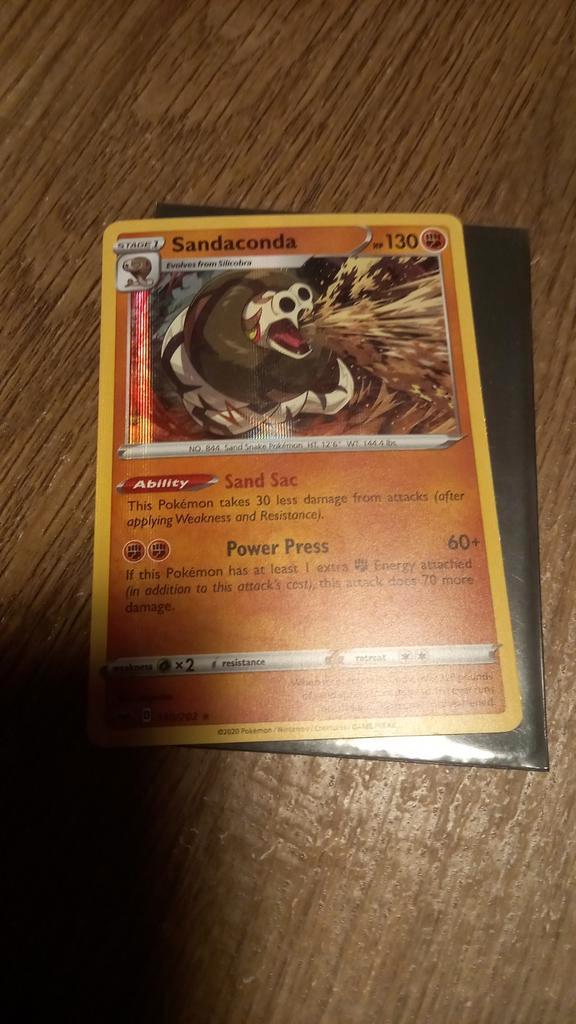 STAGE 1 Sandaconda HP 130
Evolves from Silicobra
NO. 844 Sand Snake Pokémon HT. 12'6" WT. 144.4 lbs.
Ability Sand Sac
This Pokémon takes 30 less damage from attacks (after
applying Weakness and Resistance).
Power Press 60+
If this Pokémon has at least 1 extra Energy attached
(in addition to this attack's cost), this attack does 70 more
damage.
weakness ×2 resistance retreat
pounds
©2020 Pokémon / Nintendo / Creatures / GAME FREAK